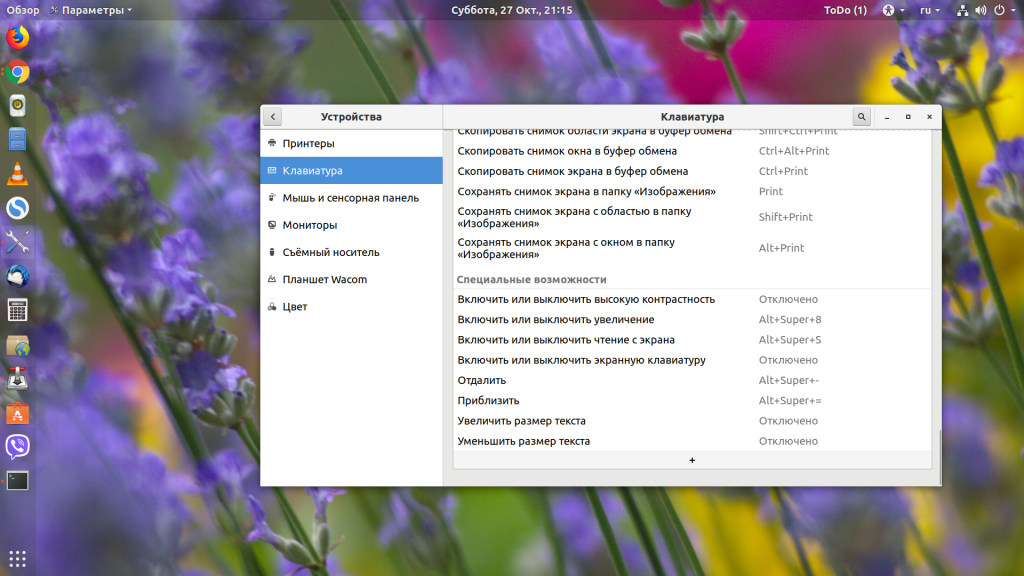 Обзор Параметры Суббота, 27 Окт., 21:15 ToDo (1) ru
Устройства Клавиатура
Принтеры
Клавиатура
Мышь и сенсорная панель
Мониторы
Съёмный носитель
Планшет Wacom
Цвет
Скопировать снимок области экрана в буфер обмена Shift+Ctrl+Print
Скопировать снимок окна в буфер обмена Ctrl+Alt+Print
Скопировать снимок экрана в буфер обмена Ctrl+Print
Сохранять снимок экрана в папку «Изображения» Print
Сохранять снимок экрана с областью в папку
«Изображения» Shift+Print
Сохранять снимок экрана с окном в папку
«Изображения» Alt+Print
Специальные возможности
Включить или выключить высокую контрастность Отключено
Включить или выключить увеличение Alt+Super+8
Включить или выключить чтение с экрана Alt+Super+S
Включить или выключить экранную клавиатуру Отключено
Отдалить Alt+Super+-
Приблизить Alt+Super+=
Увеличить размер текста Отключено
Уменьшить размер текста Отключено
+